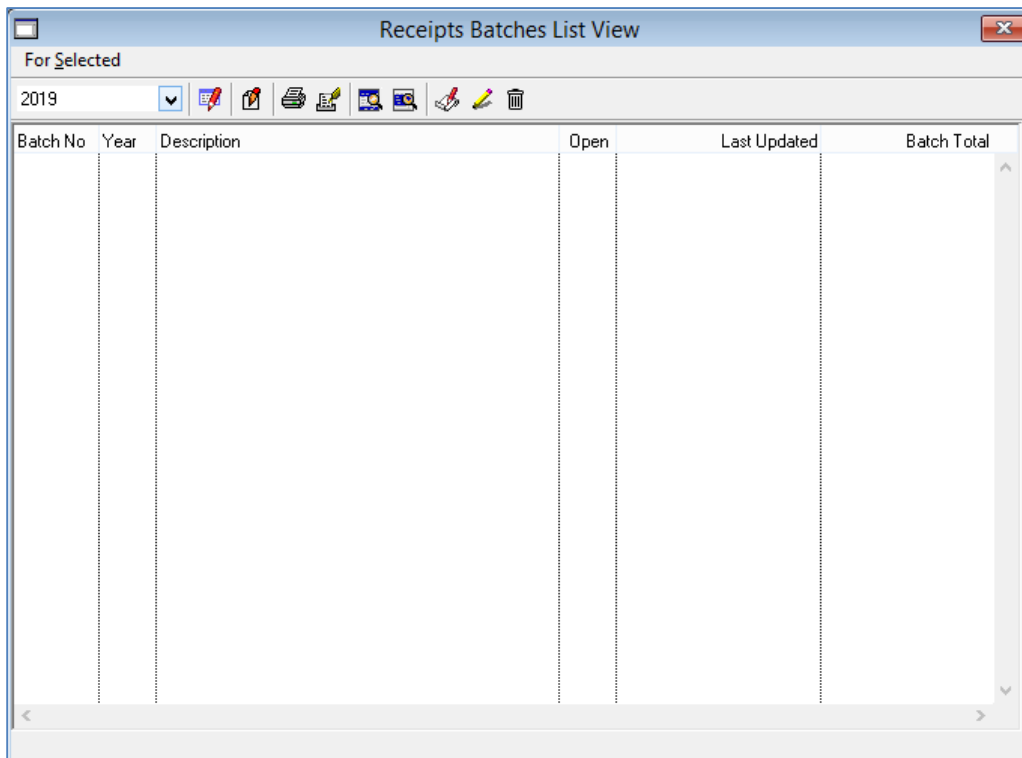 Receipts Batches List View
For Selected
2019
Batch No Year Description Open Last Updated Batch Total